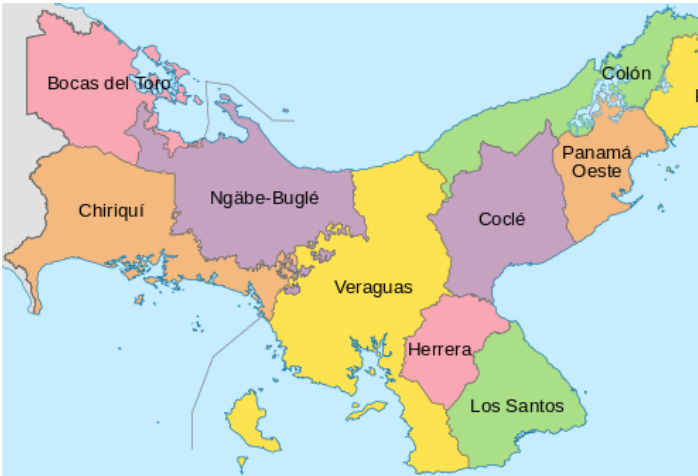 Colón
Bocas del Toro
Panamá
Oeste
Ngäbe-Buglé
Chiriquí
Coclé
Veraguas
Herrera
Los Santos